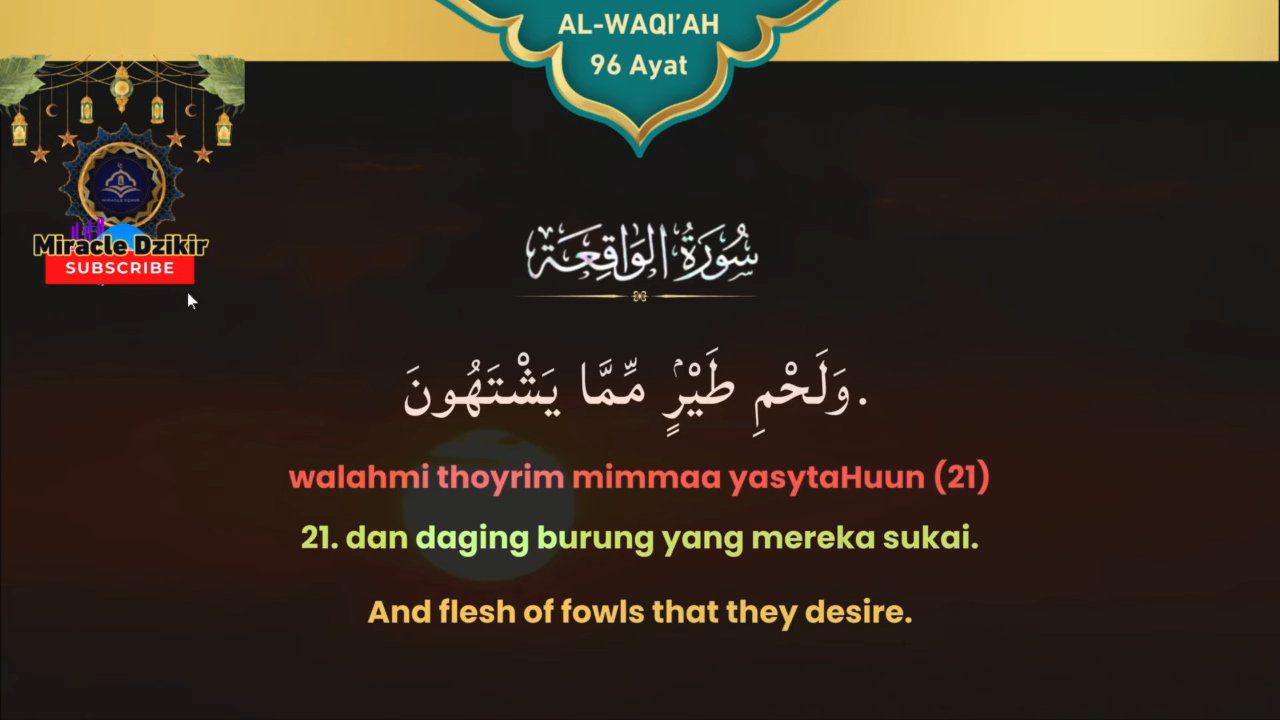 AL-WAQI’AH
96 Ayat
Miracle Dzikir
SUBSCRIBE
سُورَةُ الوَاقِعَة
وَلَحْمِ طَيْرٍۢ مِّمَّا يَشْتَهُونَ.
walahmi thoyrim mimmaa yasytaHuun (21)
21. dan daging burung yang mereka sukai.
And flesh of fowls that they desire.